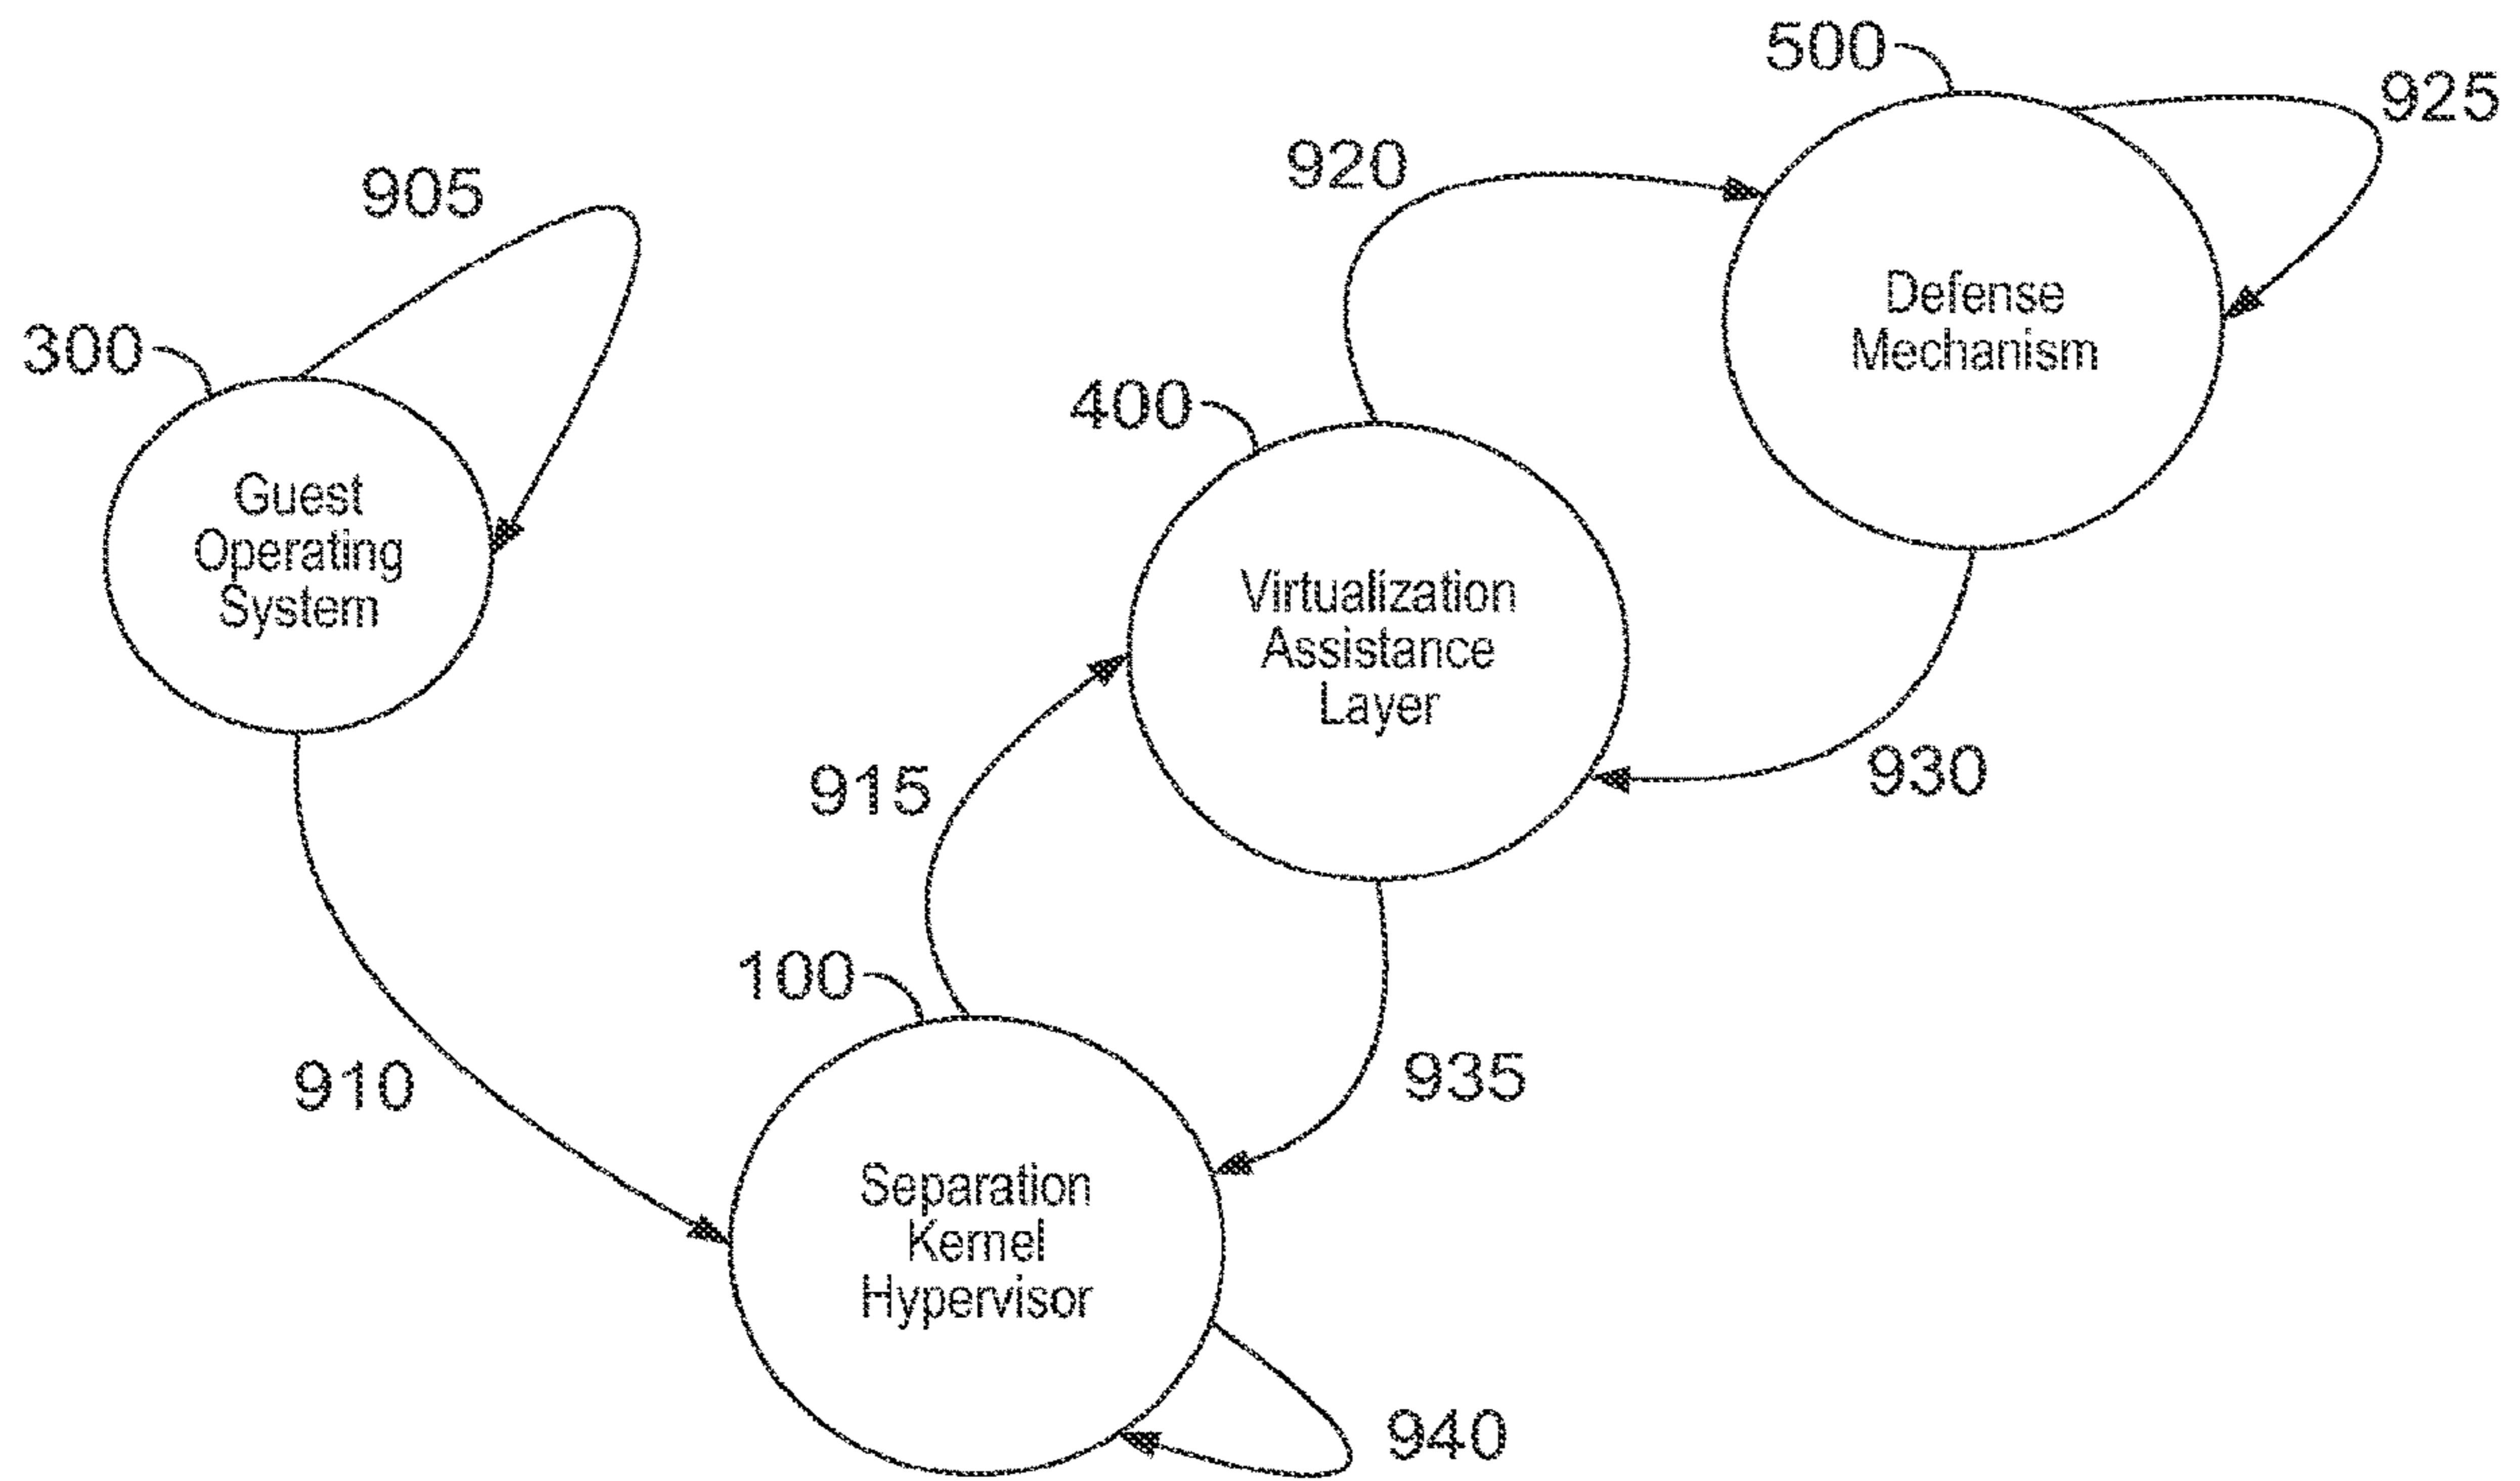 500
925
920
905
300
Defense
Mechanism
400
Guest
Operating
System
Virtualization
Assistance
Layer
915
930
100
910
935
Separation
Kernel
Hypervisor
940